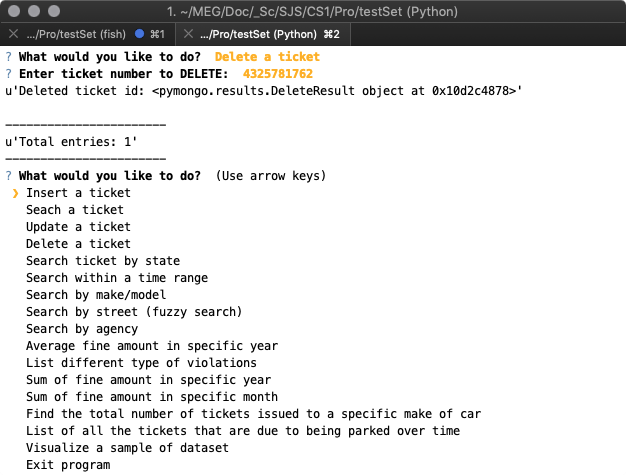 1. ~/MEG/Doc/_Sc/SJS/CS1/Pro/testSet (Python)
.../Pro/testSet (fish) ⌘1 .../Pro/testSet (Python) ⌘2
? What would you like to do? Delete a ticket
? Enter ticket number to DELETE: 4325781762
u'Deleted ticket id: <pymongo.results.DeleteResult object at 0x10d2c4878>'
-----------------------
u'Total entries: 1'
-----------------------
? What would you like to do? (Use arrow keys)
❯ Insert a ticket
Seach a ticket
Update a ticket
Delete a ticket
Search ticket by state
Search within a time range
Search by make/model
Search by street (fuzzy search)
Search by agency
Average fine amount in specific year
List different type of violations
Sum of fine amount in specific year
Sum of fine amount in specific month
Find the total number of tickets issued to a specific make of car
List of all the tickets that are due to being parked over time
Visualize a sample of dataset
Exit program